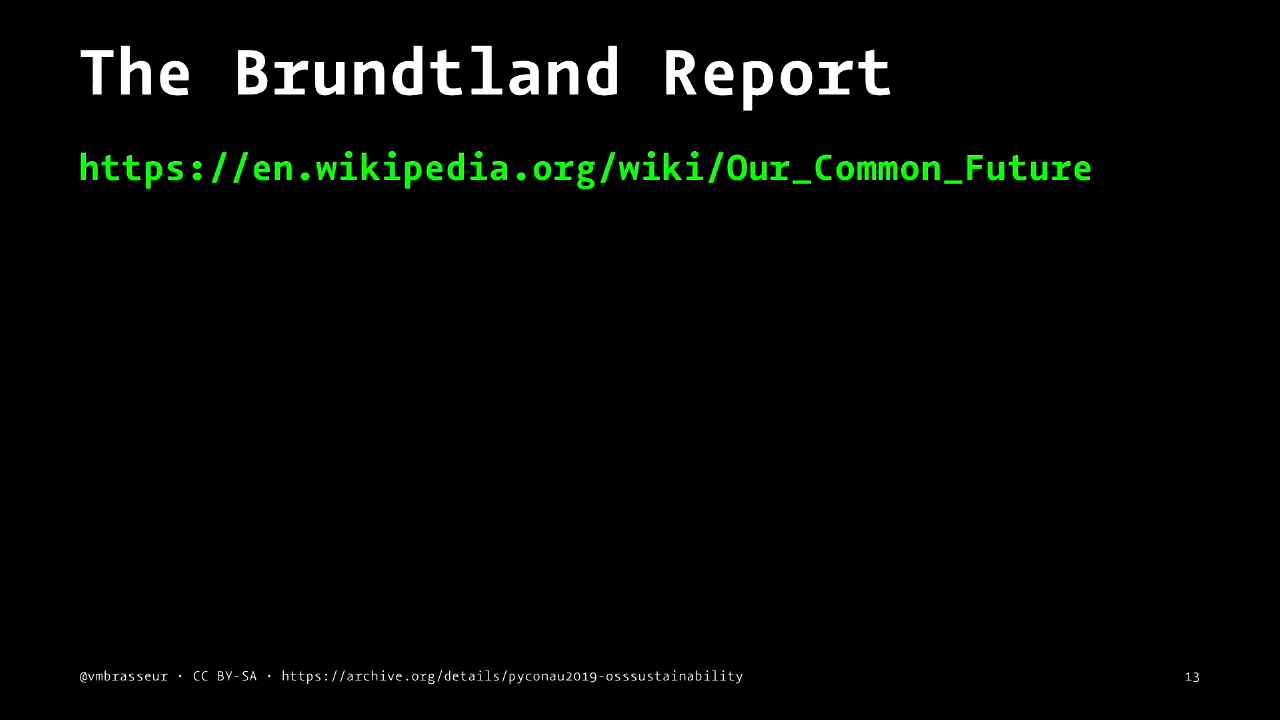 The Brundtland Report
https://en.wikipedia.org/wiki/Our_Common_Future
@vmbrasseur · CC BY-SA · https://archive.org/details/pyconau2019-osssustainability
13